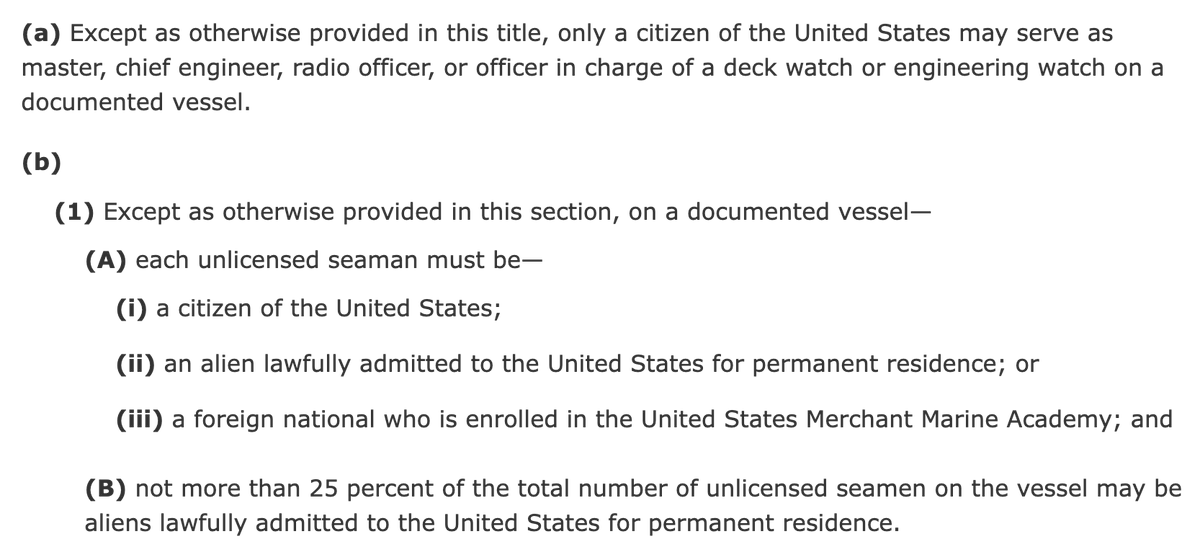 (a) Except as otherwise provided in this title, only a citizen of the United States may serve as
master, chief engineer, radio officer, or officer in charge of a deck watch or engineering watch on a
documented vessel.
(b)
(1) Except as otherwise provided in this section, on a documented vessel—
(A) each unlicensed seaman must be—
(i) a citizen of the United States;
(ii) an alien lawfully admitted to the United States for permanent residence; or
(iii) a foreign national who is enrolled in the United States Merchant Marine Academy; and
(B) not more than 25 percent of the total number of unlicensed seamen on the vessel may be
aliens lawfully admitted to the United States for permanent residence.